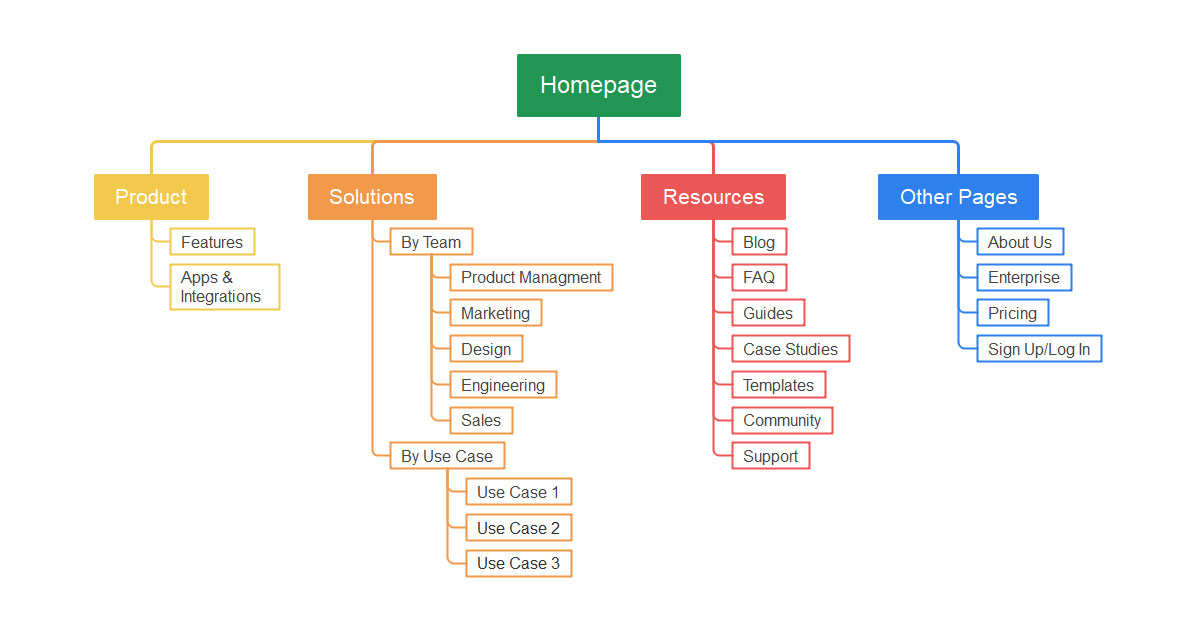 Homepage
Product
Features
Apps &
Integrations
Solutions
By Team
Product Managment
Marketing
Design
Engineering
Sales
By Use Case
Use Case 1
Use Case 2
Use Case 3
Resources
Blog
FAQ
Guides
Case Studies
Templates
Community
Support
Other Pages
About Us
Enterprise
Pricing
Sign Up/Log In